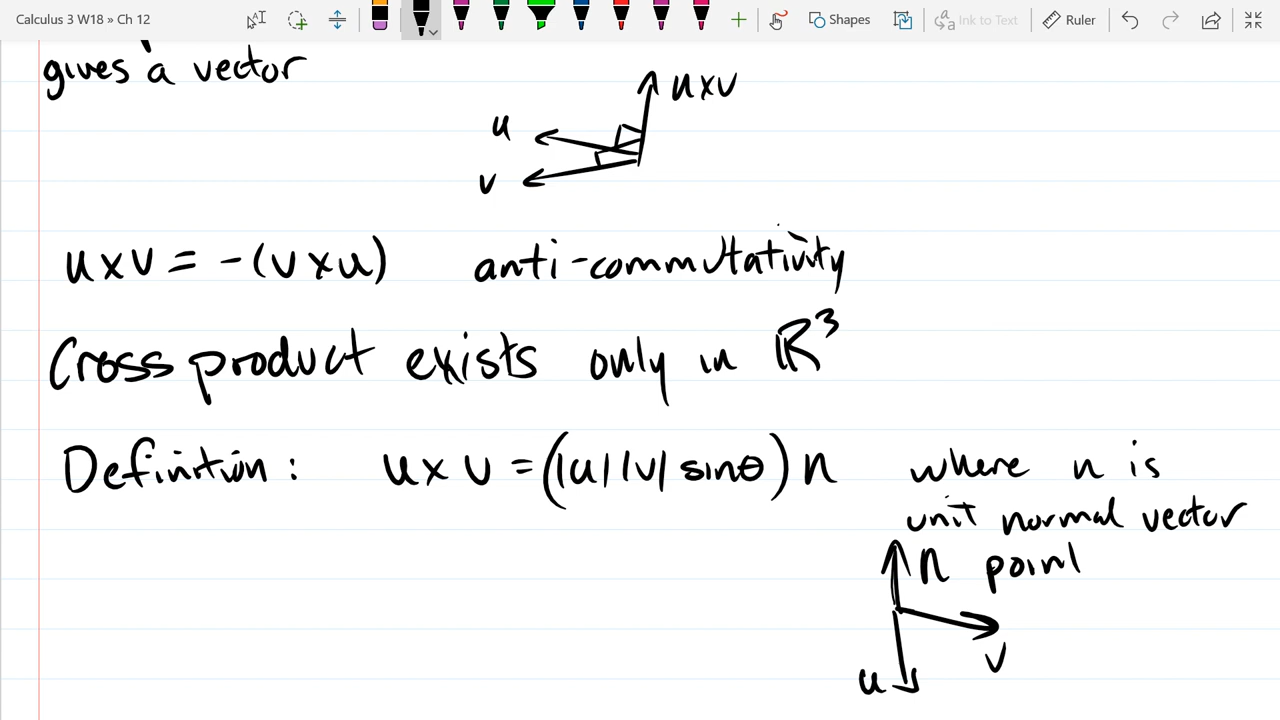 Calculus 3 W18 » Ch 12
Shapes
Ink to Text
Ruler
gives a vector
u x v
u
v
u x v = -(v x u) anti-commutativity
Cross product exists only in ℝ³
Definition: u x v = (|u||v| sinθ) n where n is
unit normal vector
n point
v
u